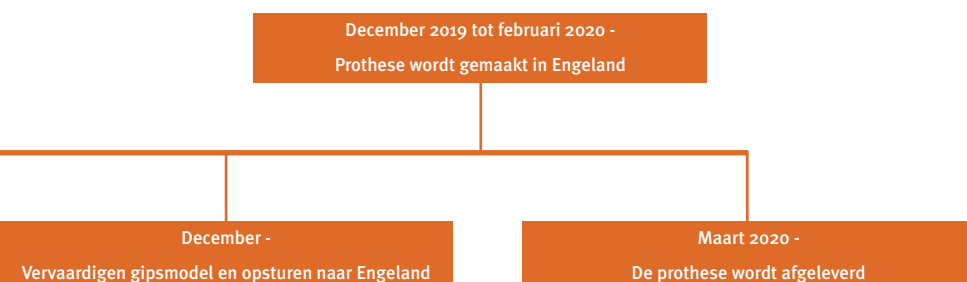 December 2019 tot februari 2020 -
Prothese wordt gemaakt in Engeland
December -
Vervaardigen gipsmodel en opsturen naar Engeland
Maart 2020 -
De prothese wordt afgeleverd